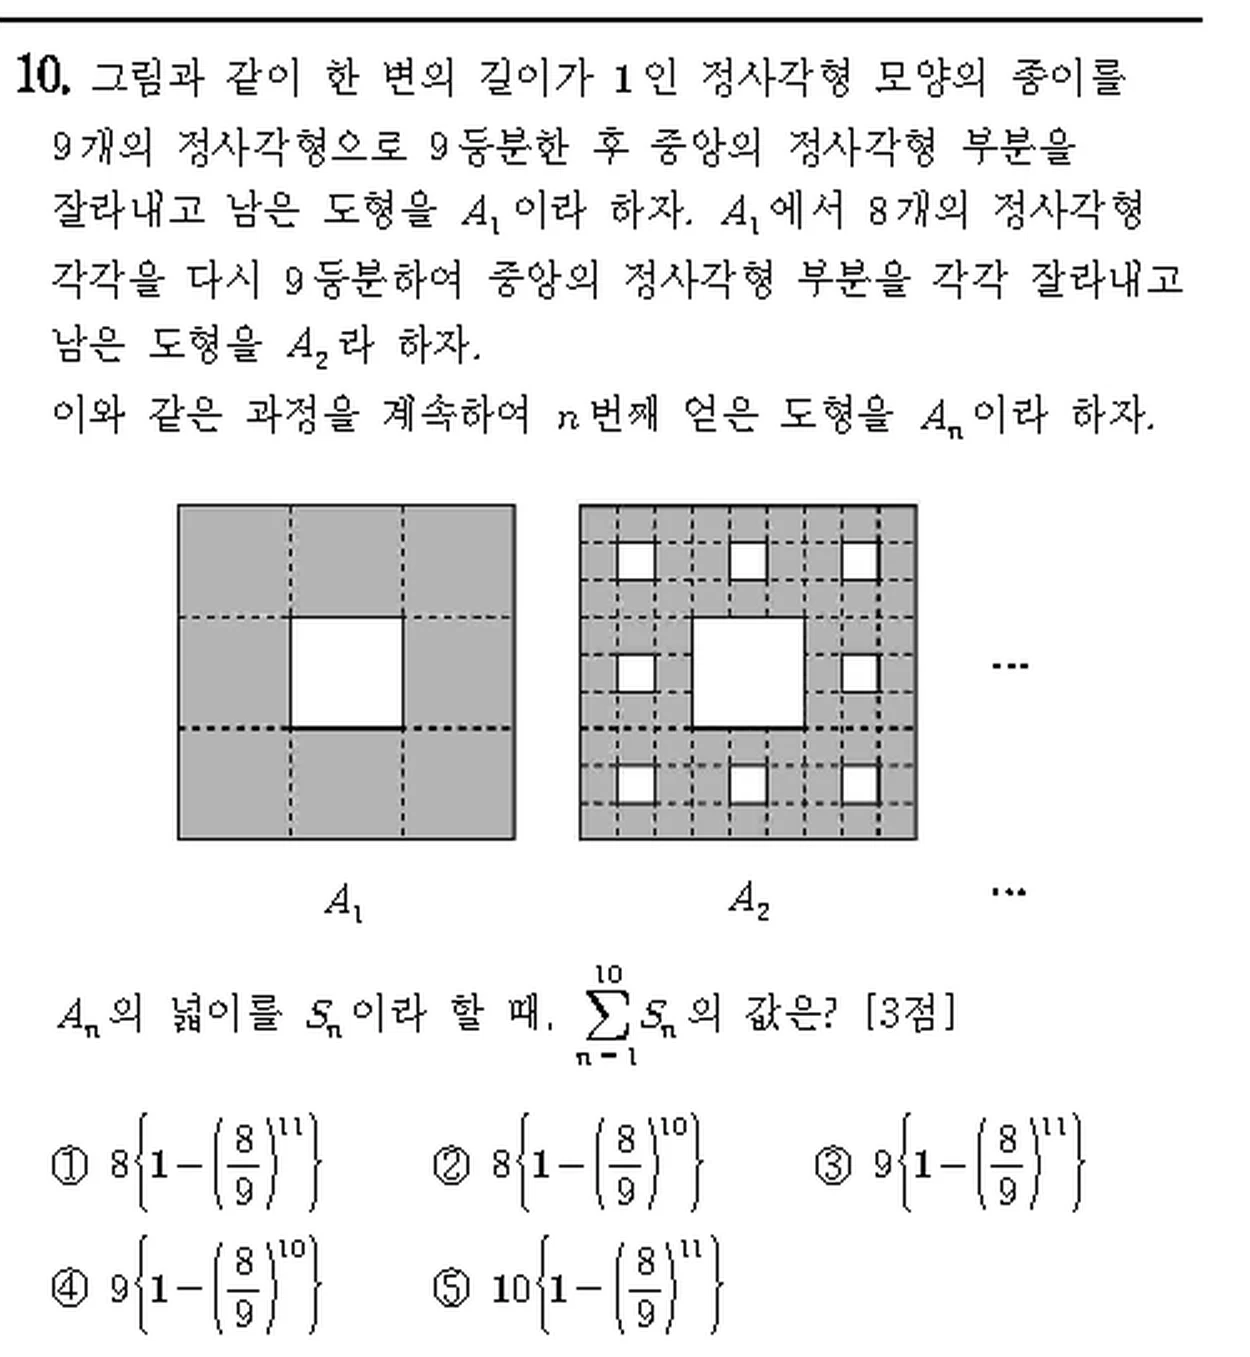 10. 그림과 같이 한 변의 길이가 1인 정사각형 모양의 종이를
9개의 정사각형으로 9등분한 후 중앙의 정사각형 부분을
잘라내고 남은 도형을 A₁이라 하자. A₁에서 8개의 정사각형
각각을 다시 9등분하여 중앙의 정사각형 부분을 각각 잘라내고
남은 도형을 A₂라 하자.
이와 같은 과정을 계속하여 n번째 얻은 도형을 Aₙ이라 하자.
...
A₁ A₂ ...
Aₙ의 넓이를 Sₙ이라 할 때, \sum_{n=1}^{10} Sₙ의 값은? [3점]
① 8{1-(8/9)^11} ② 8{1-(8/9)^10} ③ 9{1-(8/9)^11}
④ 9{1-(8/9)^10} ⑤ 10{1-(8/9)^11}